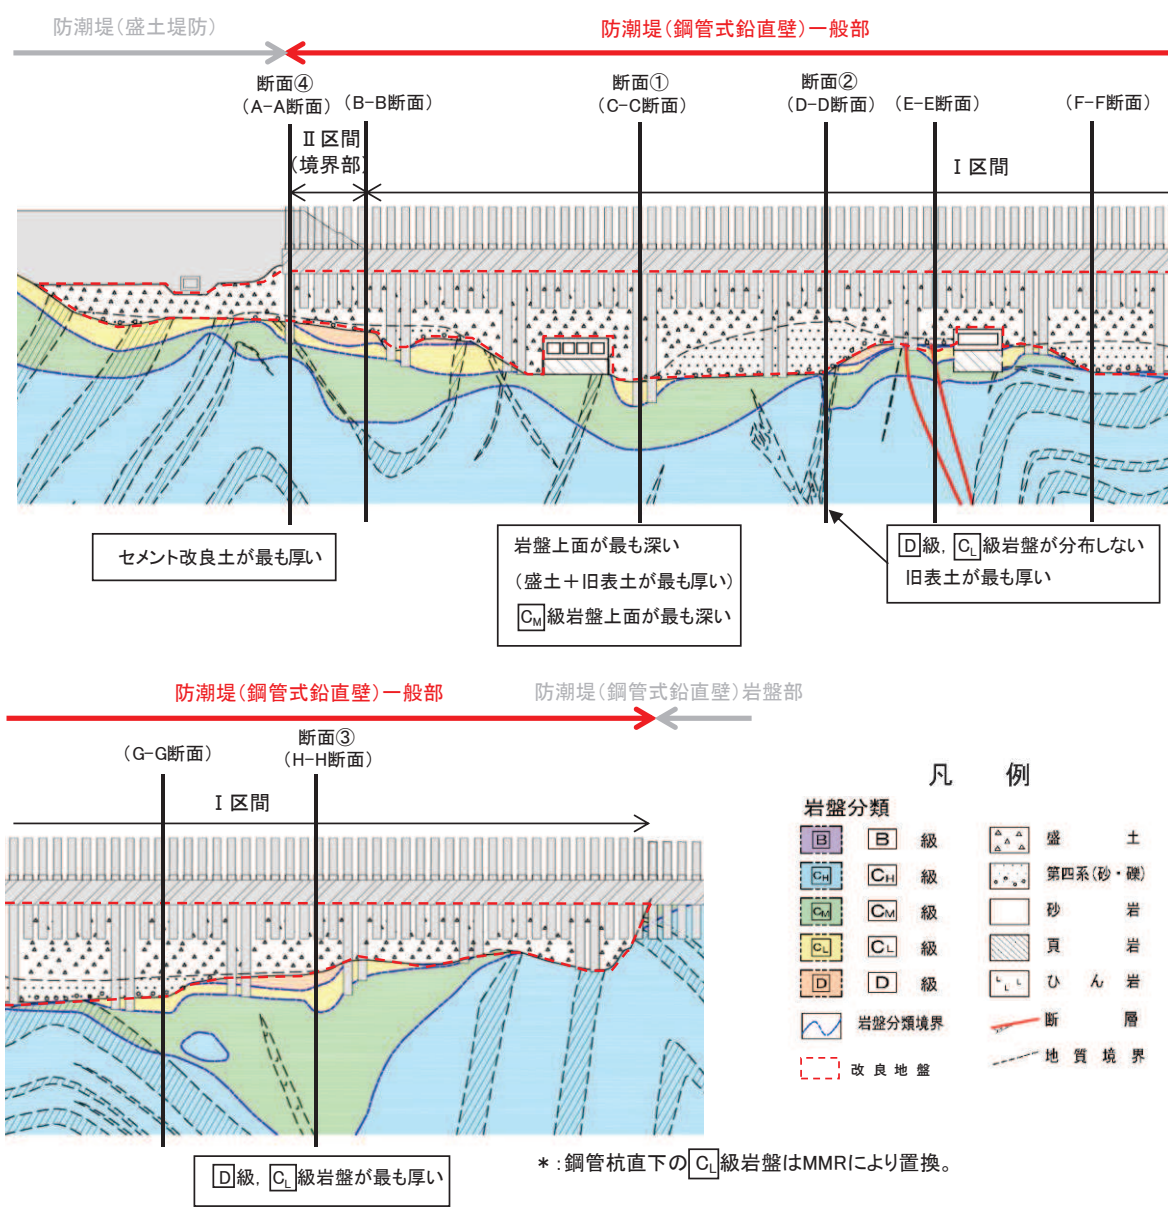 防潮堤(盛土堤防)
防潮堤(鋼管式鉛直壁)一般部
断面④
(A-A断面)
(B-B断面)
断面①
(C-C断面)
断面②
(D-D断面)
(E-E断面)
(F-F断面)
Ⅱ区間
(境界部)
Ⅰ区間
セメント改良土が最も厚い
岩盤上面が最も深い
(盛土+旧表土が最も厚い)
CM級岩盤上面が最も深い
D級, CL級岩盤が分布しない
旧表土が最も厚い
防潮堤(鋼管式鉛直壁)一般部
防潮堤(鋼管式鉛直壁)岩盤部
(G-G断面)
断面③
(H-H断面)
Ⅰ区間
D級, CL級岩盤が最も厚い
凡 例
岩盤分類
B B 級
CH CH 級
CM CM 級
CL CL 級
D D 級
岩盤分類境界
改良地盤
盛 土
第四系(砂・礫)
砂 岩
頁 岩
ひ ん 岩
断 層
地 質 境 界
*:鋼管杭直下のCL級岩盤はMMRにより置換。